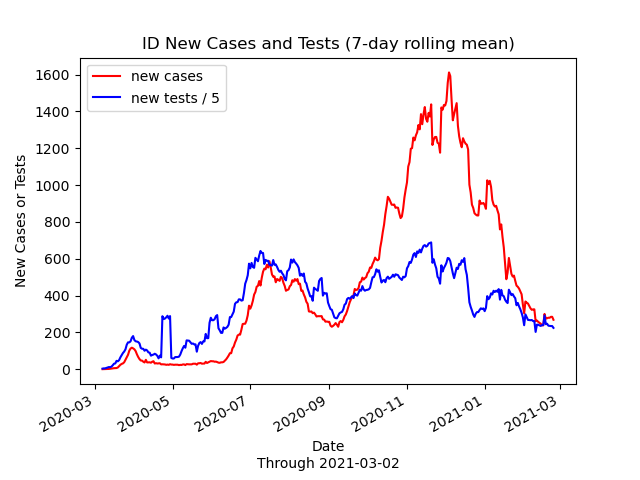 ID New Cases and Tests (7-day rolling mean)
new cases
new tests / 5
New Cases or Tests
1600
1400
1200
1000
800
600
400
200
0
2020-03
2020-05
2020-07
2020-09
2020-11
2021-01
2021-03
Date
Through 2021-03-02